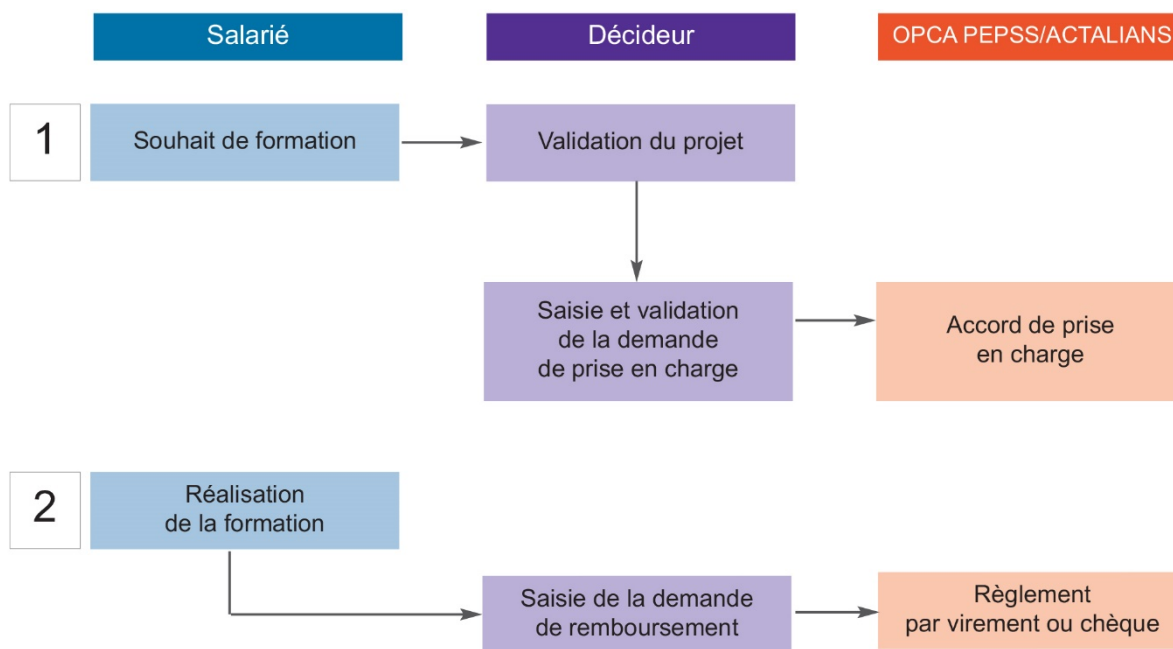 Salarié
Décideur
OPCA PEPSS/ACTALIANS
1
Souhait de formation
Validation du projet
Saisie et validation
de la demande
de prise en charge
Accord de prise
en charge
2
Réalisation
de la formation
Saisie de la demande
de remboursement
Règlement
par virement ou chèque